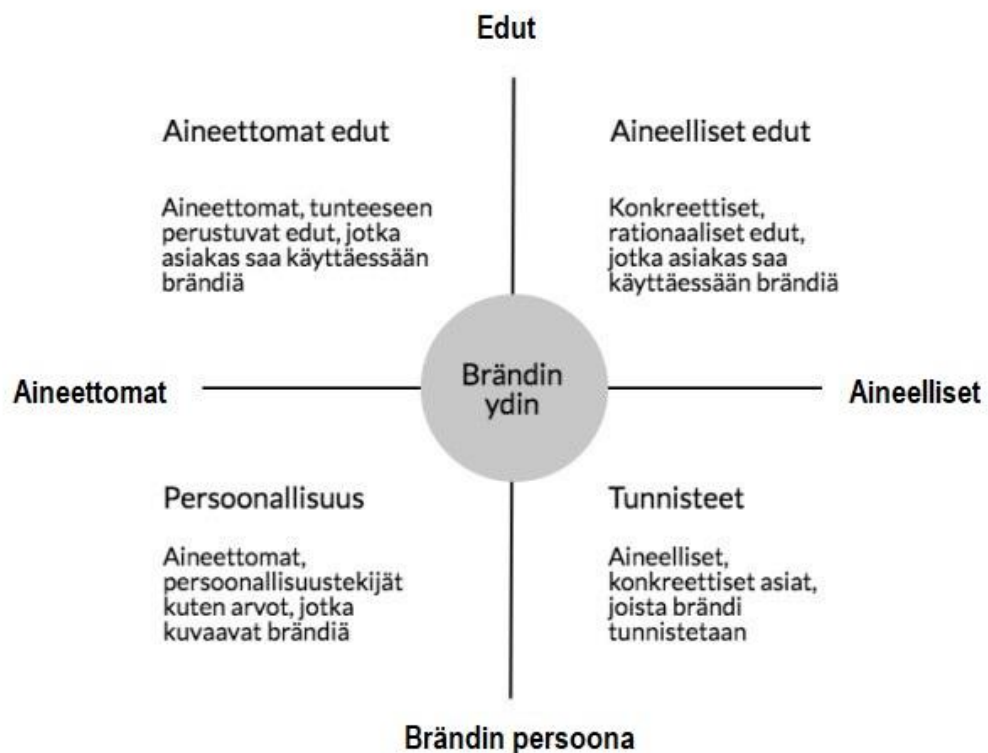 Edut
Aineettomat edut
Aineettomat, tunteeseen
perustuvat edut, jotka
asiakas saa käyttäessään
brändiä
Aineelliset edut
Konkreettiset,
rationaaliset edut,
jotka asiakas saa
käyttäessään brändiä
Aineettomat
Brändin
ydin
Aineelliset
Persoonallisuus
Aineettomat,
persoonallisuustekijät
kuten arvot, jotka
kuvaavat brändiä
Tunnisteet
Aineelliset,
konkreettiset asiat,
joista brändi
tunnistetaan
Brändin persoona